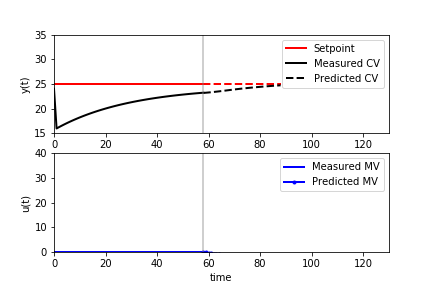 35
30
25
20
15
y(t)
Setpoint
Measured CV
Predicted CV
0 20 40 60 80 100 120
40
30
20
10
0
u(t)
Measured MV
Predicted MV
0 20 40 60 80 100 120
time